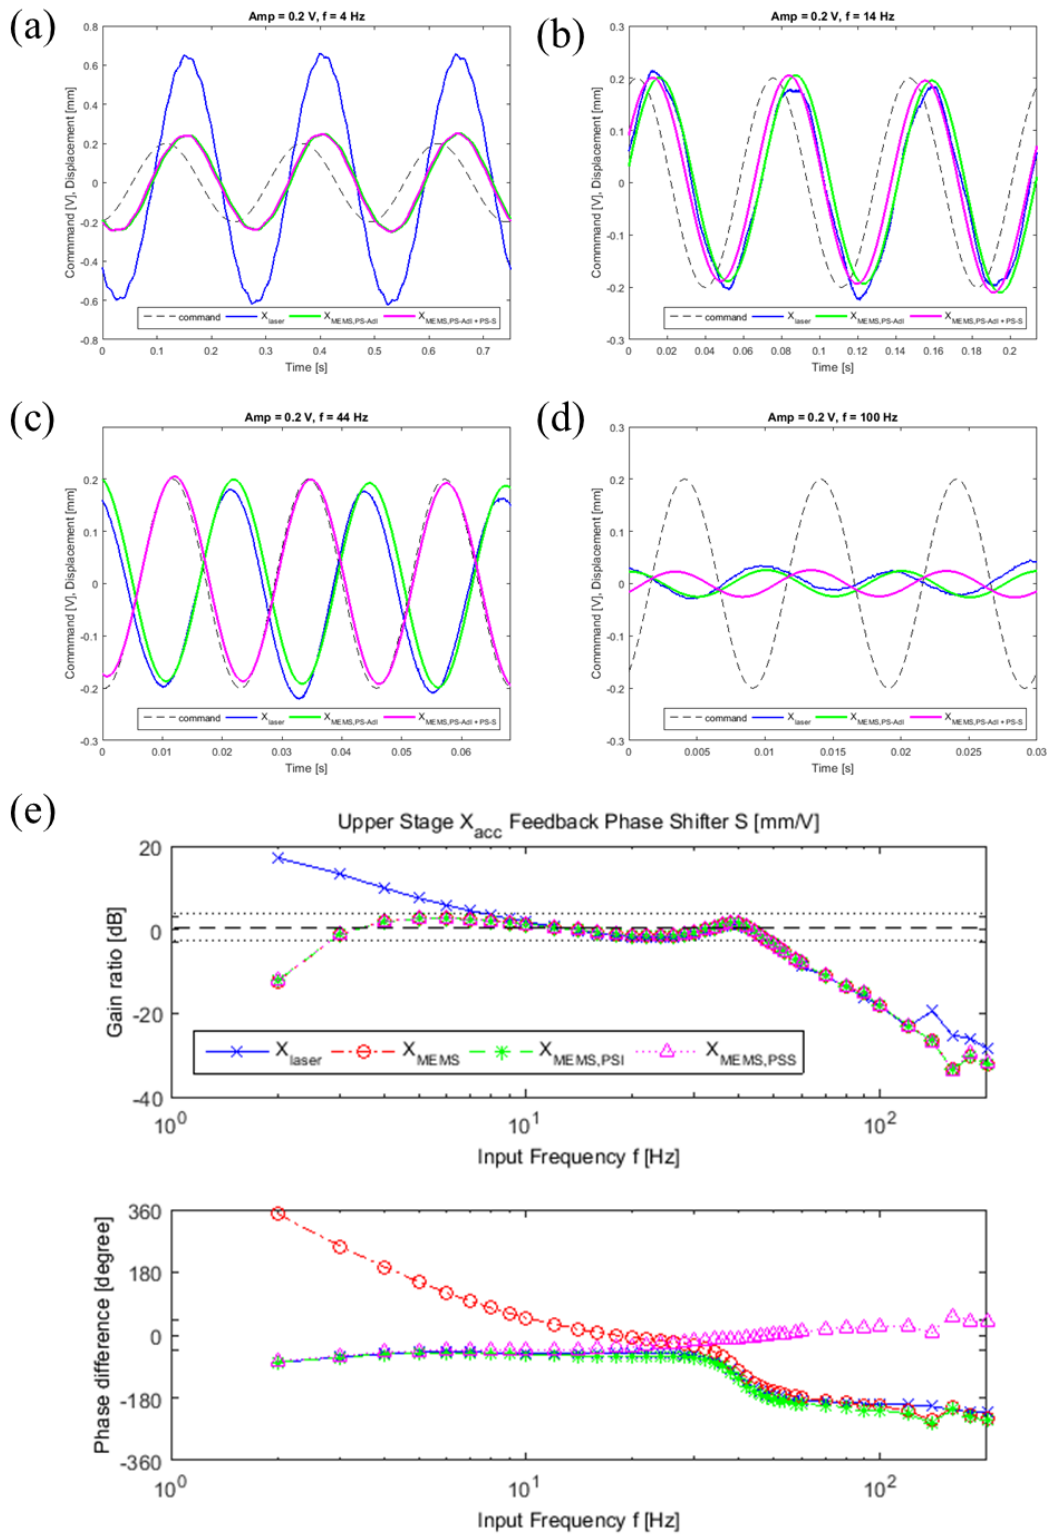 (a)
Amp = 0.2 V, f = 4 Hz
Commmand [V], Displacement [mm]
0.8
0.6
0.4
0.2
0
-0.2
-0.4
-0.6
-0.8
command X_laser X_MEMS,PS-AdI X_MEMS,PS-AdI + PS-S
0 0.1 0.2 0.3 0.4 0.5 0.6 0.7
Time [s]
(b)
Amp = 0.2 V, f = 14 Hz
Commmand [V], Displacement [mm]
0.3
0.2
0.1
0
-0.1
-0.2
-0.3
command X_laser X_MEMS,PS-AdI X_MEMS,PS-AdI + PS-S
0 0.02 0.04 0.06 0.08 0.1 0.12 0.14 0.16 0.18 0.2
Time [s]
(c)
Amp = 0.2 V, f = 44 Hz
Commmand [V], Displacement [mm]
0.2
0.1
0
-0.1
-0.2
-0.3
command X_laser X_MEMS,PS-AdI X_MEMS,PS-AdI + PS-S
0 0.01 0.02 0.03 0.04 0.05 0.06
Time [s]
(d)
Amp = 0.2 V, f = 100 Hz
Commmand [V], Displacement [mm]
0.3
0.2
0.1
0
-0.1
-0.2
-0.3
command X_laser X_MEMS,PS-AdI X_MEMS,PS-AdI + PS-S
0 0.005 0.01 0.015 0.02 0.025 0.03
Time [s]
(e)
Upper Stage X_acc Feedback Phase Shifter S [mm/V]
Gain ratio [dB]
20
0
-20
-40
X_laser X_MEMS X_MEMS,PSI X_MEMS,PSS
10^0 10^1 10^2
Input Frequency f [Hz]
Phase difference [degree]
360
180
0
-180
-360
10^0 10^1 10^2
Input Frequency f [Hz]